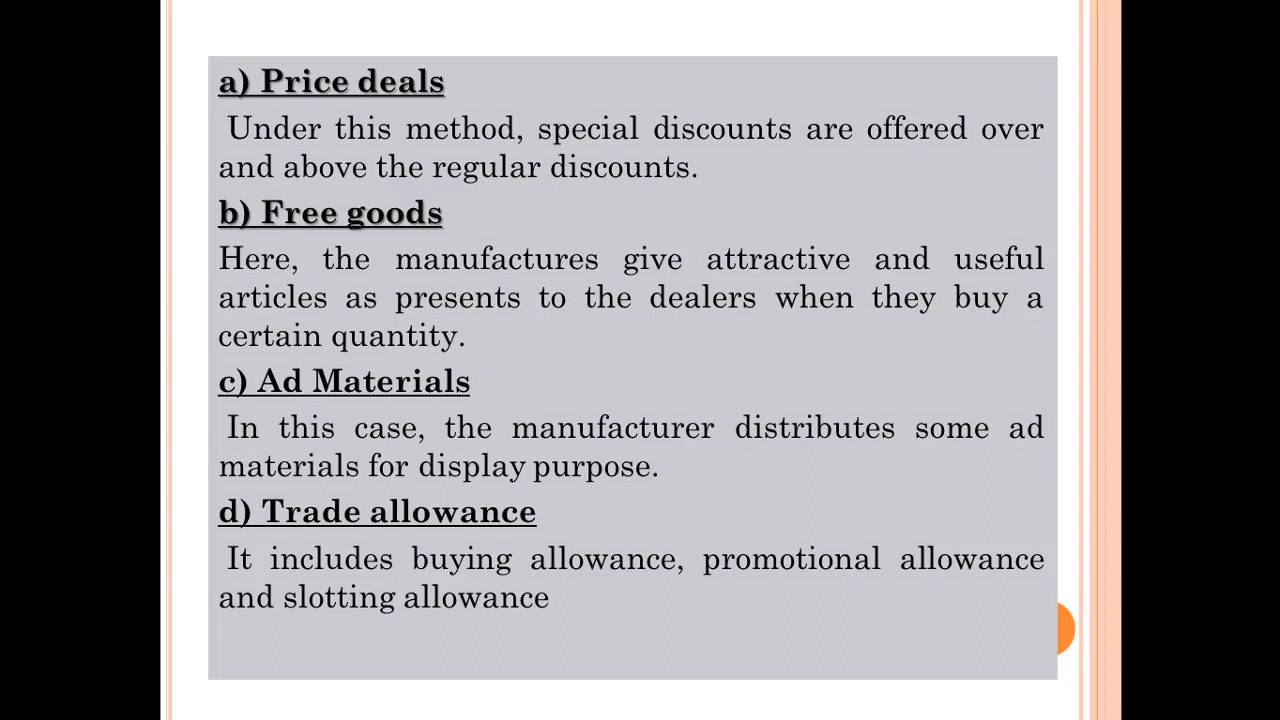 a) Price deals
Under this method, special discounts are offered over
and above the regular discounts.
b) Free goods
Here, the manufactures give attractive and useful
articles as presents to the dealers when they buy a
certain quantity.
c) Ad Materials
In this case, the manufacturer distributes some ad
materials for display purpose.
d) Trade allowance
It includes buying allowance, promotional allowance
and slotting allowance